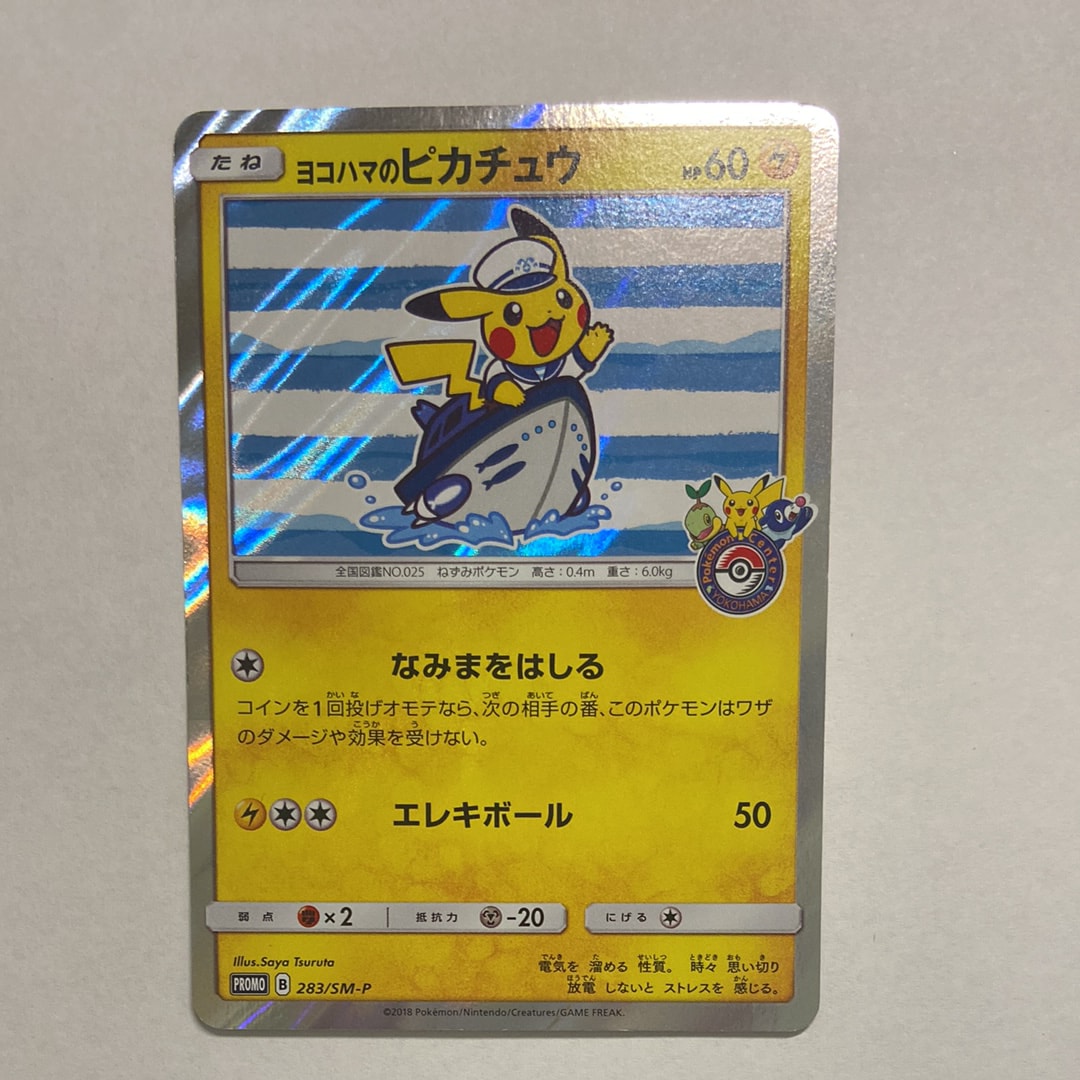 たね ヨコハマのピカチュウ HP60
全国図鑑NO.025 ねずみポケモン 高さ:0.4m 重さ:6.0kg
Pokémon Center
YOKOHAMA
なみまをはしる
コインを1回投げオモテなら、次の相手の番、このポケモンはワザ
のダメージや効果を受けない。
エレキボール 50
弱点 ×2 抵抗力 -20 にげる
Illus.Saya Tsuruta
電気を 溜める 性質。 時々 思い切り
放電 しないと ストレスを 感じる。
PROMO B 283/SM-P
©2018 Pokémon/Nintendo/Creatures/GAME FREAK.